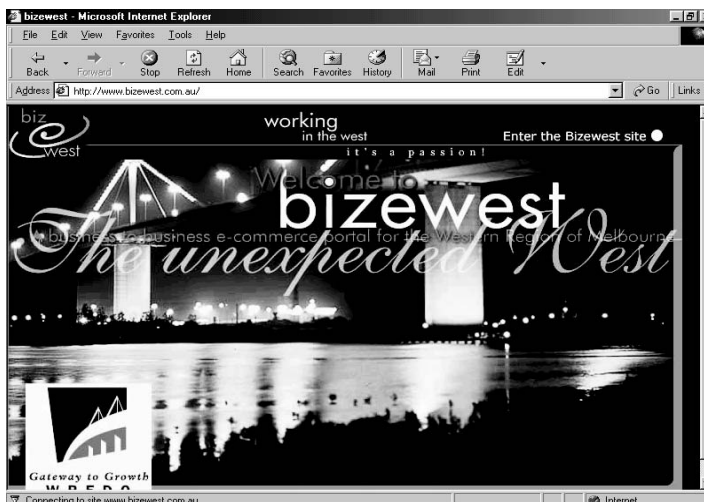 bizewest - Microsoft Internet Explorer
File Edit View Favorites Tools Help
Back Forward Stop Refresh Home Search Favorites History Mail Print Edit
Address http://www.bizewest.com.au/ Go Links
biz
e
west
working
in the west
it's a passion!
Enter the Bizewest site
Welcome to
bizewest
a business to business e-commerce portal for the Western Region of Melbourne
The unexpected West
Gateway to Growth
WREDO
Connecting to site www.bizewest.com.au
Internet